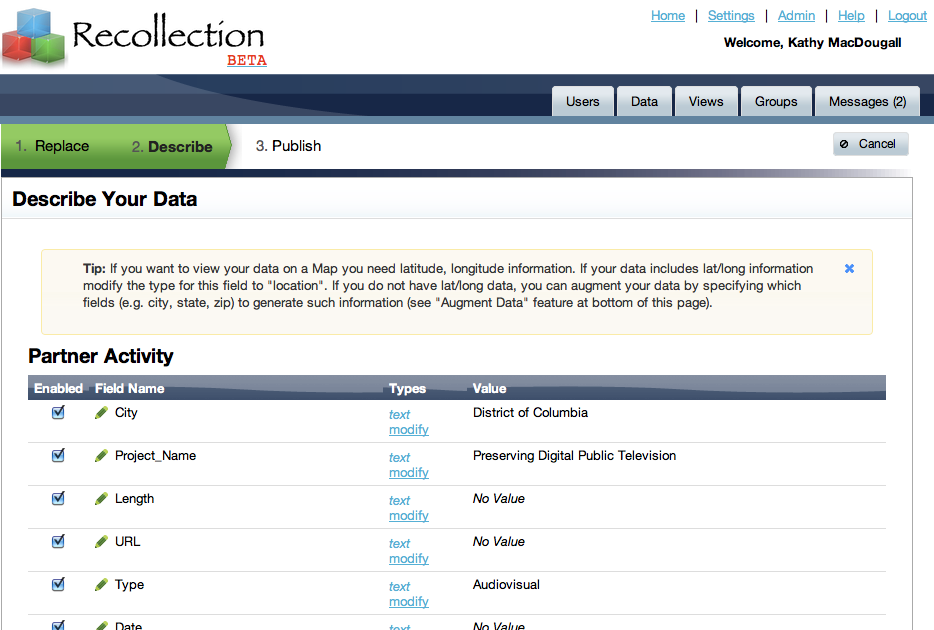 Recollection
BETA
Home | Settings | Admin | Help | Logout
Welcome, Kathy MacDougall
Users Data Views Groups Messages (2)
1. Replace 2. Describe 3. Publish Cancel
Describe Your Data
Tip: If you want to view your data on a Map you need latitude, longitude information. If your data includes lat/long information
modify the type for this field to "location". If you do not have lat/long data, you can augment your data by specifying which
fields (e.g. city, state, zip) to generate such information (see "Augment Data" feature at bottom of this page).
Partner Activity
Enabled Field Name Types Value
City text District of Columbia
modify
Project_Name text Preserving Digital Public Television
modify
Length text No Value
modify
URL text No Value
modify
Type text Audiovisual
modify
Date text No Value